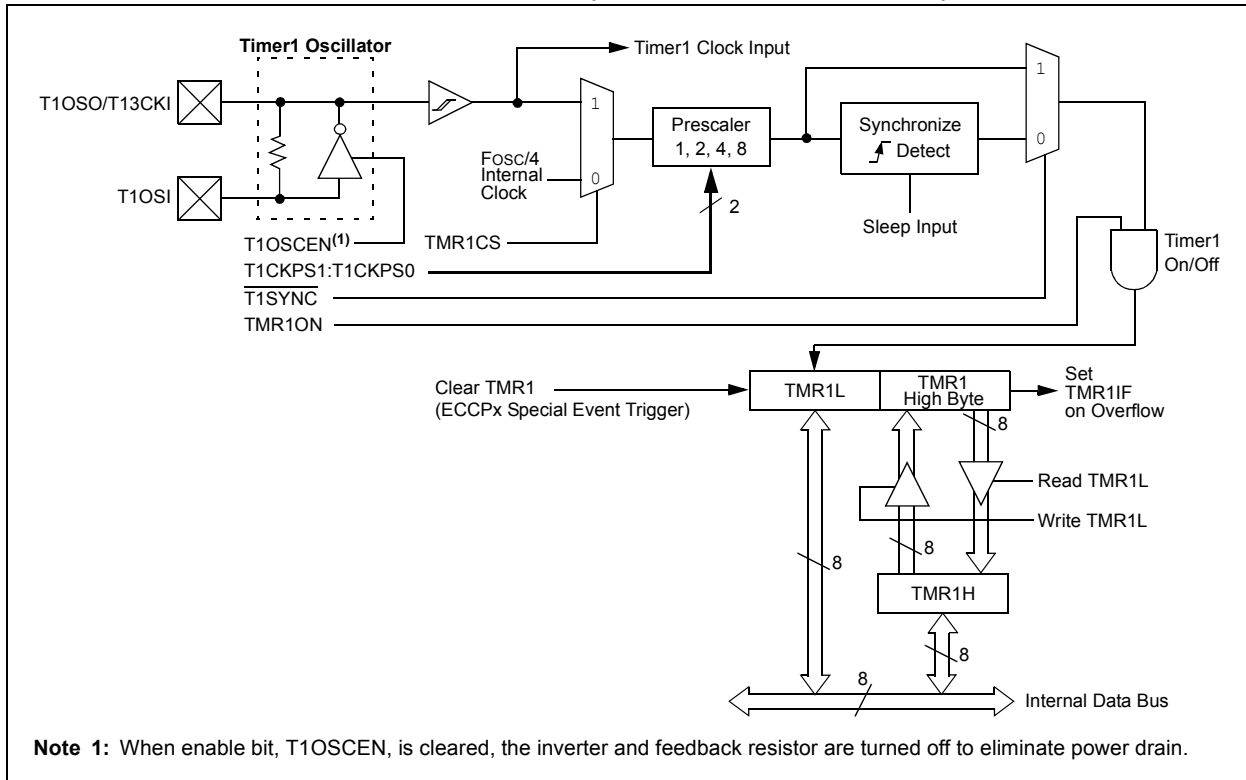 Timer1 Oscillator
Timer1 Clock Input
T1OSO/T13CKI
T1OSI
1
0
FOSC/4
Internal
Clock
Prescaler
1, 2, 4, 8
Synchronize
Detect
1
0
2
Sleep Input
Timer1
On/Off
T1OSCEN(1)
TMR1CS
T1CKPS1:T1CKPS0
T1SYNC
TMR1ON
Clear TMR1
(ECCPx Special Event Trigger)
TMR1L
TMR1
High Byte
Set
TMR1IF
on Overflow
8
Read TMR1L
Write TMR1L
8
8
TMR1H
8
8
Internal Data Bus
Note 1: When enable bit, T1OSCEN, is cleared, the inverter and feedback resistor are turned off to eliminate power drain.